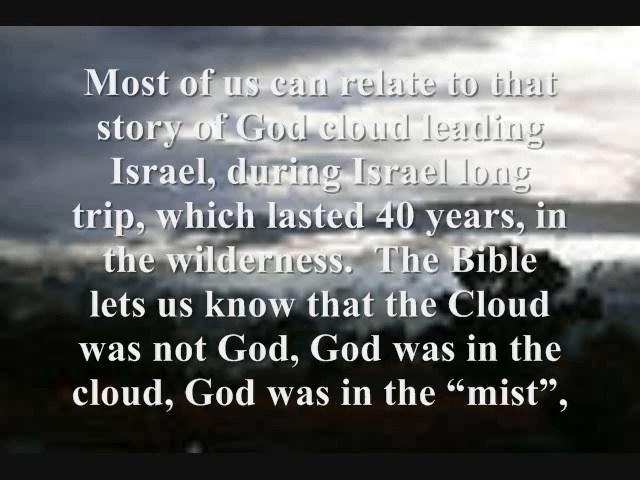 Most of us can relate to that
story of God cloud leading
Israel, during Israel long
trip, which lasted 40 years, in
the wilderness.  The Bible
lets us know that the Cloud
was not God, God was in the
cloud, God was in the “mist”,